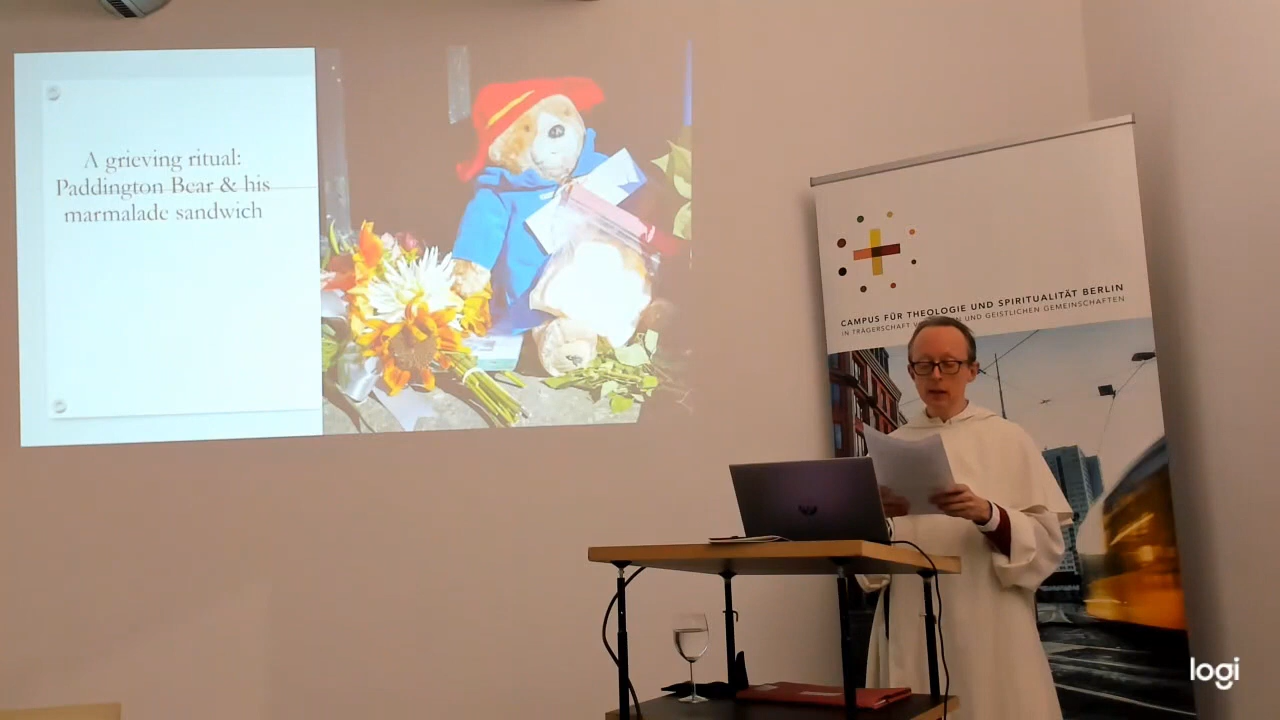 A grieving ritual:
Paddington Bear & his
marmalade sandwich
CAMPUS FÜR THEOLOGIE UND SPIRITUALITÄT BERLIN
IN TRÄGERSCHAFT UND GEISTLICHEN GEMEINSCHAFTEN
logi